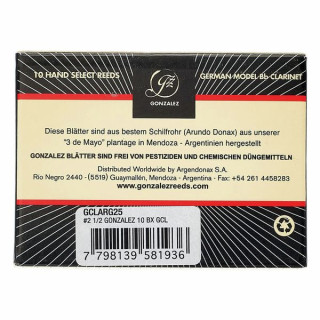 10 HAND SELECT REEDS
Gz
GONZALEZ
GERMAN MODEL Bb CLARINET
Diese Blätter sind aus bestem Schilfrohr (Arundo Donax) aus unserer
"3 de Mayo" plantage in Mendoza - Argentinien hergestellt
GONZALEZ BLÄTTER SIND FREI VON PESTIZIDEN UND CHEMISCHEN DÜNGEMITTELN
Distributed Worldwide by Argendonax S.A.
Rio Negro 2440 - (5519) Guaymallén, Mendoza - Argentina - Fax: +54 261 4458283
www.gonzalezreeds.com
GCLARG25
#2 1/2 GONZALEZ 10 BX GCL
7 798139 581936